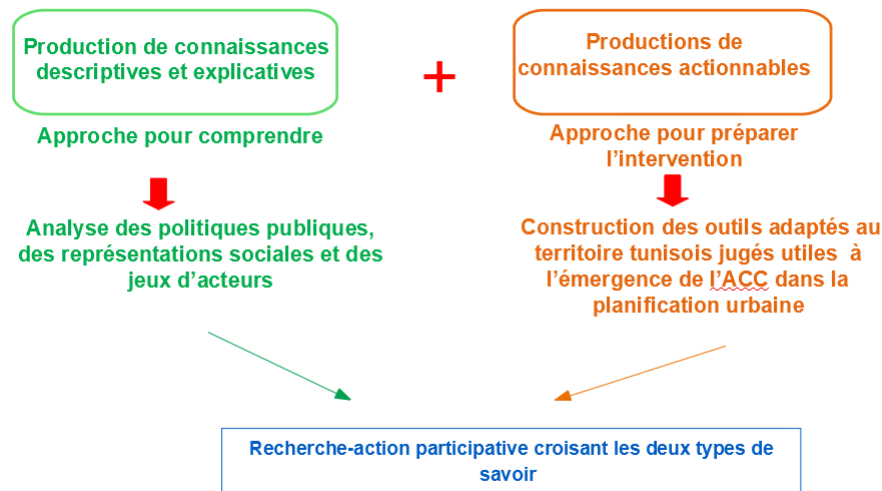 Production de connaissances
descriptives et explicatives
Approche pour comprendre
Analyse des politiques publiques,
des représentations sociales et des
jeux d'acteurs
+
Productions de
connaissances actionnables
Approche pour préparer
l'intervention
Construction des outils adaptés au
territoire tunisois jugés utiles à
l'émergence de l'ACC dans la
planification urbaine
Recherche-action participative croisant les deux types de
savoir